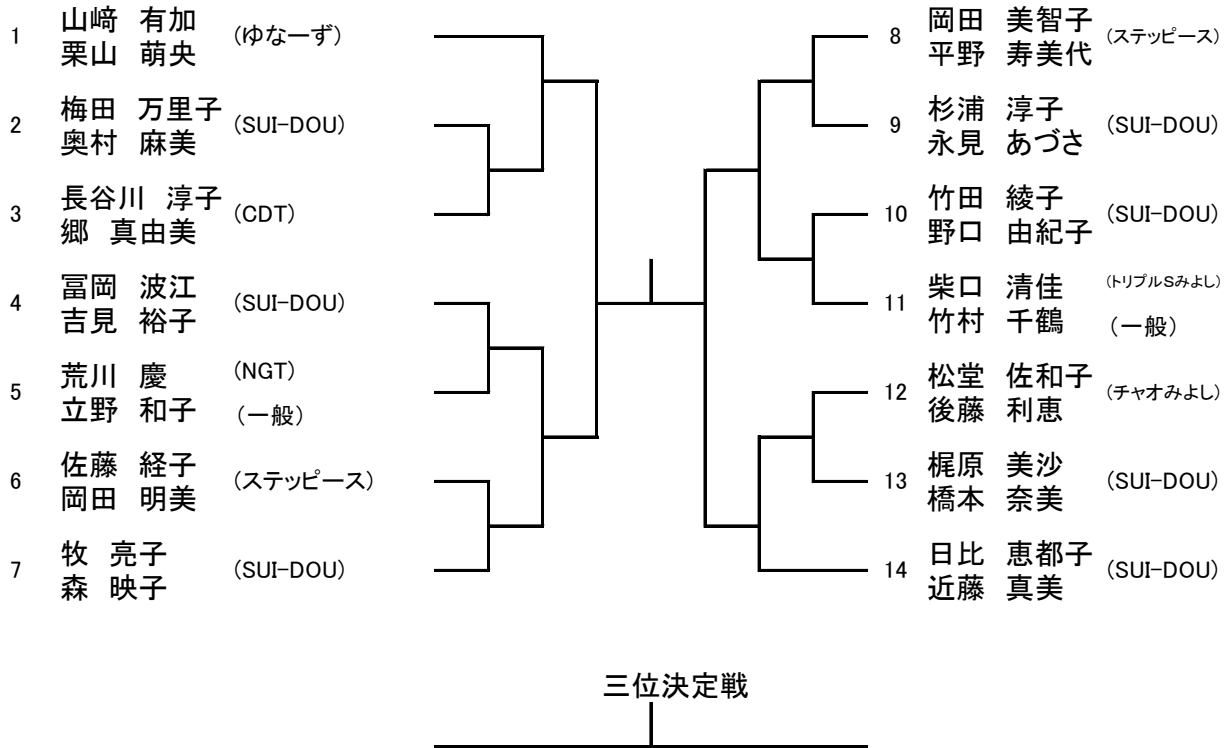 1 山﨑 有加 (ゆなーず)
栗山 萌央
2 梅田 万里子 (SUI-DOU)
奥村 麻美
3 長谷川 淳子 (CDT)
郷 真由美
4 冨岡 波江 (SUI-DOU)
吉見 裕子
5 荒川 慶 (NGT)
立野 和子 (一般)
6 佐藤 経子 (ステッピース)
岡田 明美
7 牧 亮子 (SUI-DOU)
森 映子
8 岡田 美智子 (ステッピース)
平野 寿美代
9 杉浦 淳子 (SUI-DOU)
永見 あづさ
10 竹田 綾子 (SUI-DOU)
野口 由紀子
11 柴口 清佳 (トリプルSみよし)
竹村 千鶴 (一般)
12 松堂 佐和子 (チャオみよし)
後藤 利恵
13 梶原 美沙 (SUI-DOU)
橋本 奈美
14 日比 恵都子 (SUI-DOU)
近藤 真美
三位決定戦